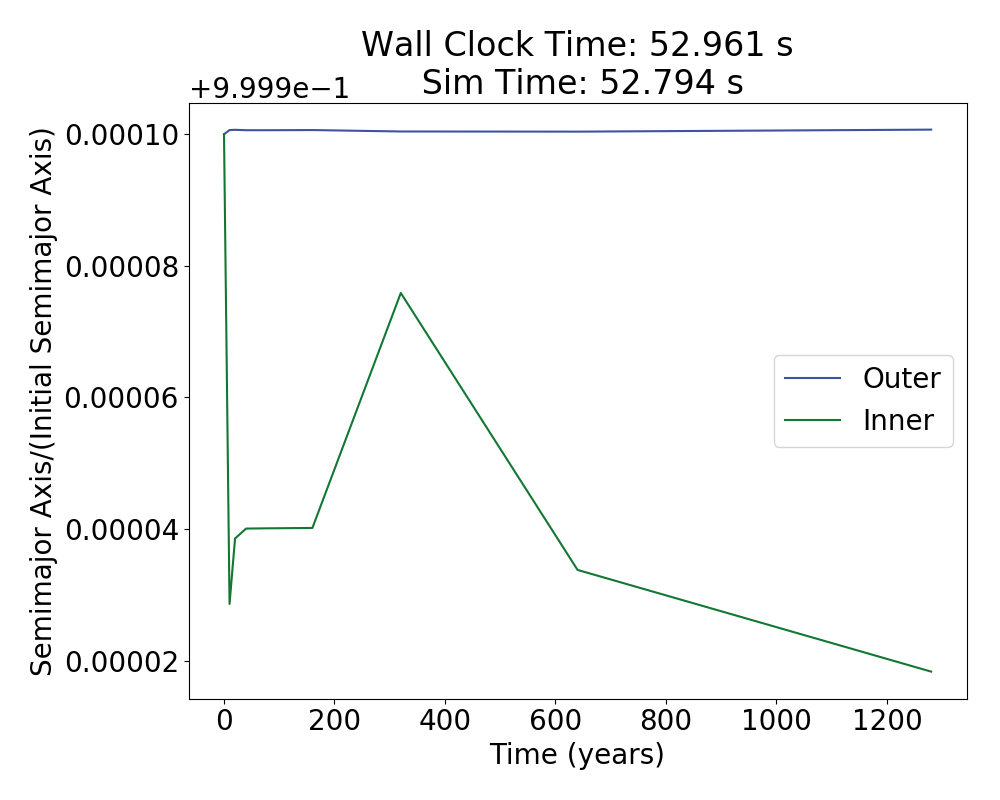 Wall Clock Time: 52.961 s
Sim Time: 52.794 s
+9.999e−1
Semimajor Axis/(Initial Semimajor Axis)
0.00010
0.00008
0.00006
0.00004
0.00002
Outer
Inner
0 200 400 600 800 1000 1200
Time (years)